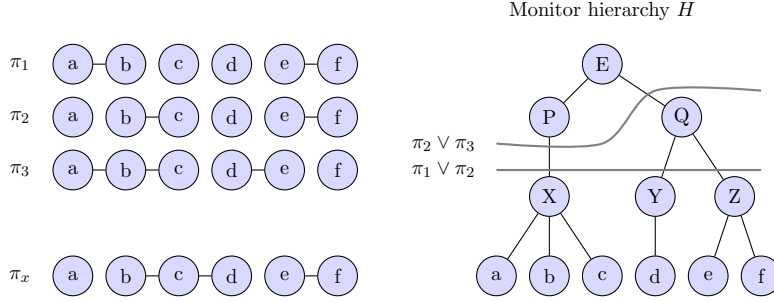 Monitor hierarchy H
π1 a b c d e f
π2 a b c d e f
π3 a b c d e f
πx a b c d e f
E
P Q
π2 ∨ π3
π1 ∨ π2
X Y Z
a b c d e f